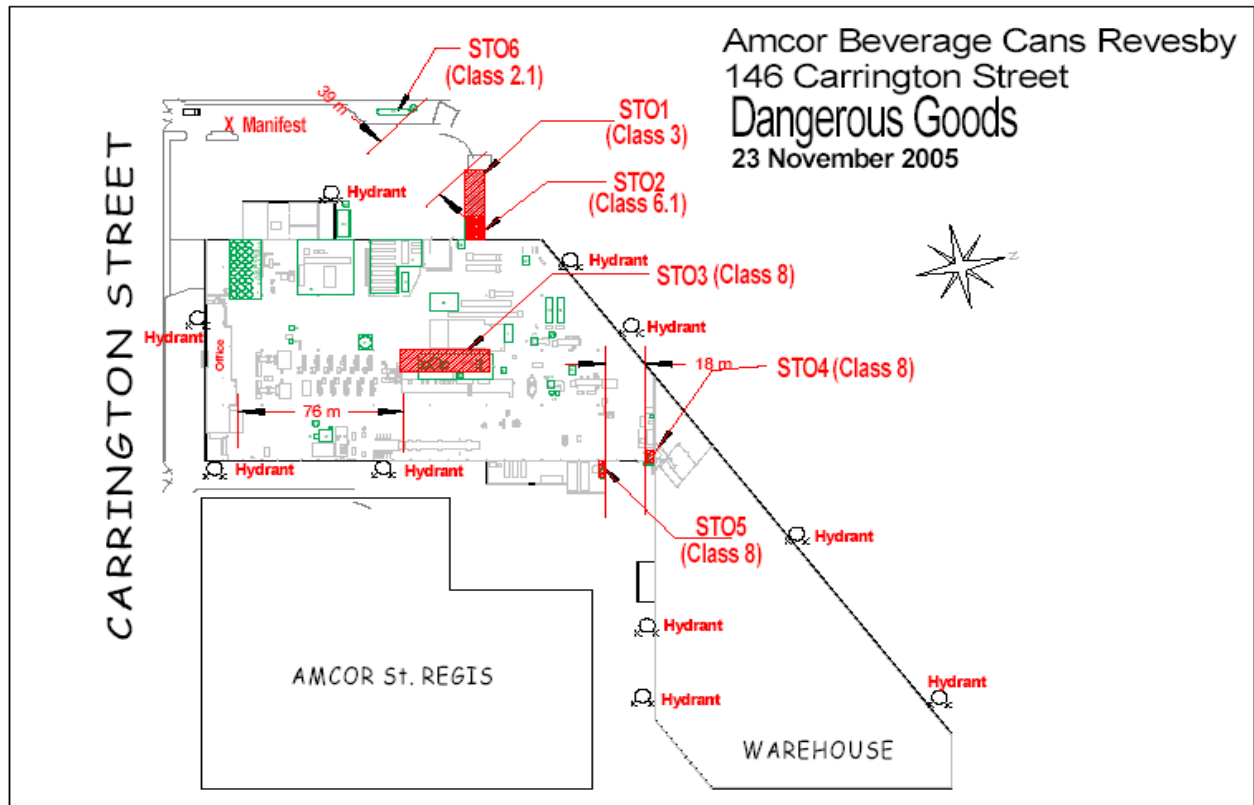 Amcor Beverage Cans Revesby
146 Carrington Street
Dangerous Goods
23 November 2005
STO6
(Class 2.1)
39 m
X Manifest
STO1
(Class 3)
STO2
(Class 6.1)
Hydrant
CARRINGTON STREET
STO3 (Class 8)
N
Hydrant
Hydrant
Hydrant
Office
18 m
STO4 (Class 8)
76 m
Hydrant
Hydrant
STO5
(Class 8)
Hydrant
Hydrant
AMCOR St. REGIS
Hydrant
Hydrant
WAREHOUSE